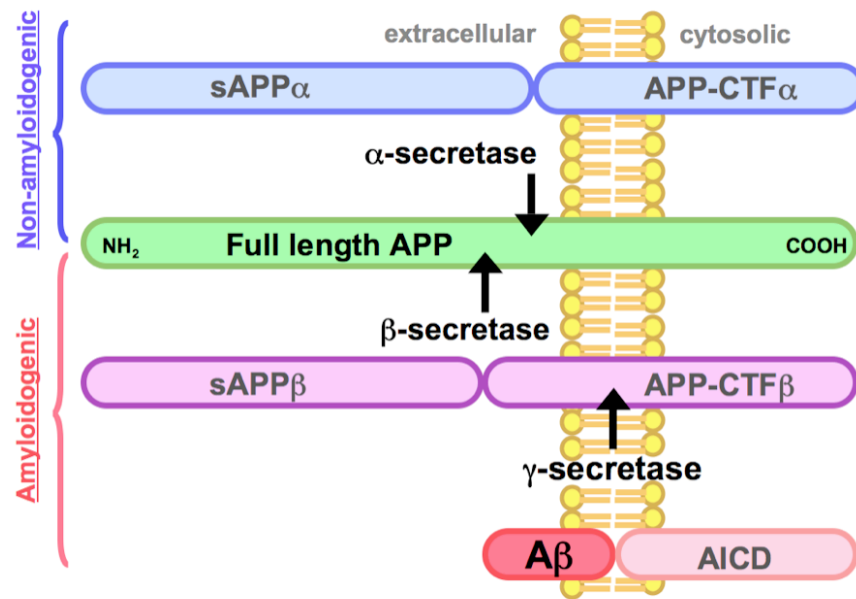 extracellular
cytosolic
Non-amyloidogenic
sAPPα
APP-CTFα
α-secretase
NH₂
Full length APP
COOH
β-secretase
Amyloidogenic
sAPPβ
APP-CTFβ
γ-secretase
Aβ
AICD